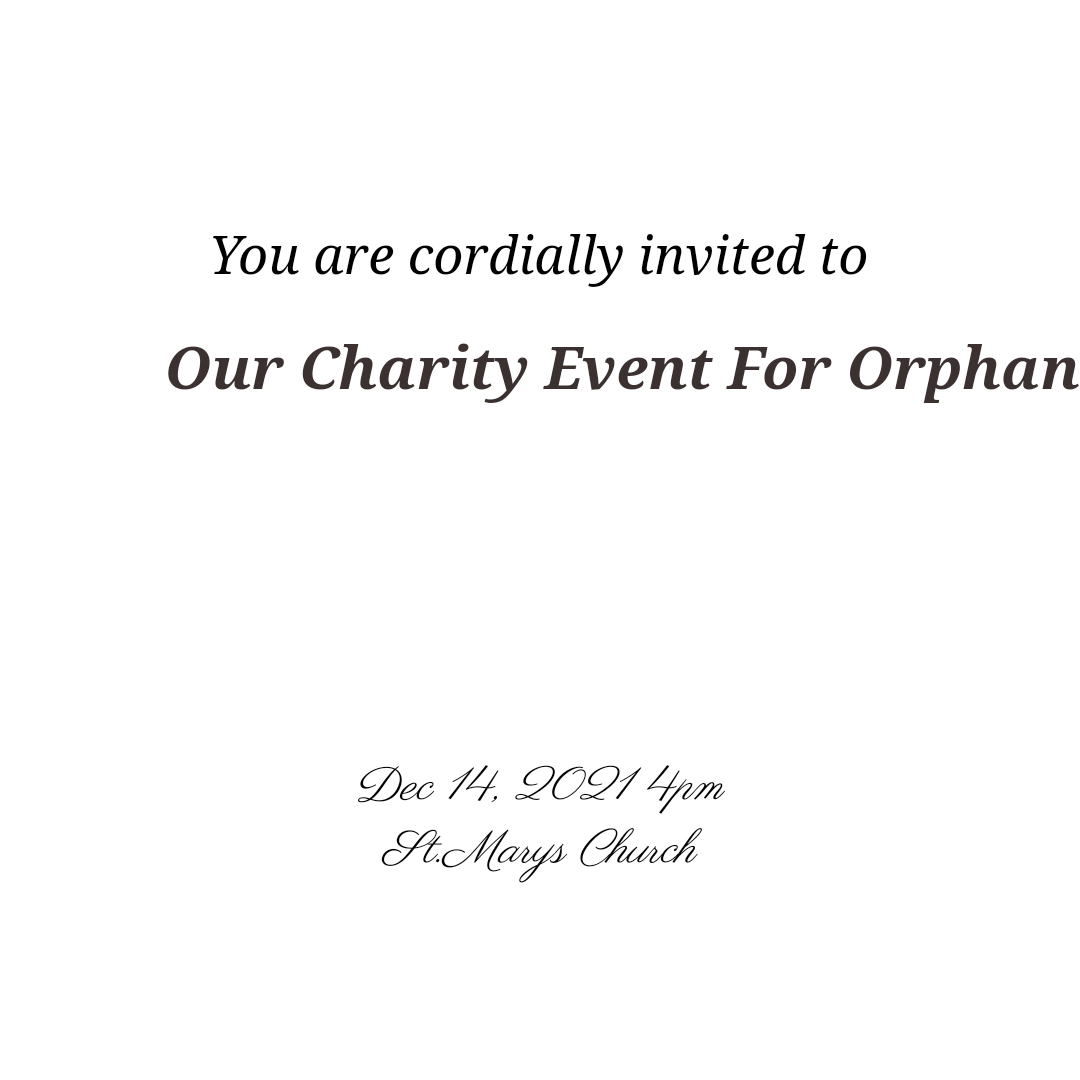 You are cordially invited to
Our Charity Event For Orphan
Dec 14, 2021 4pm
St.Marys Church